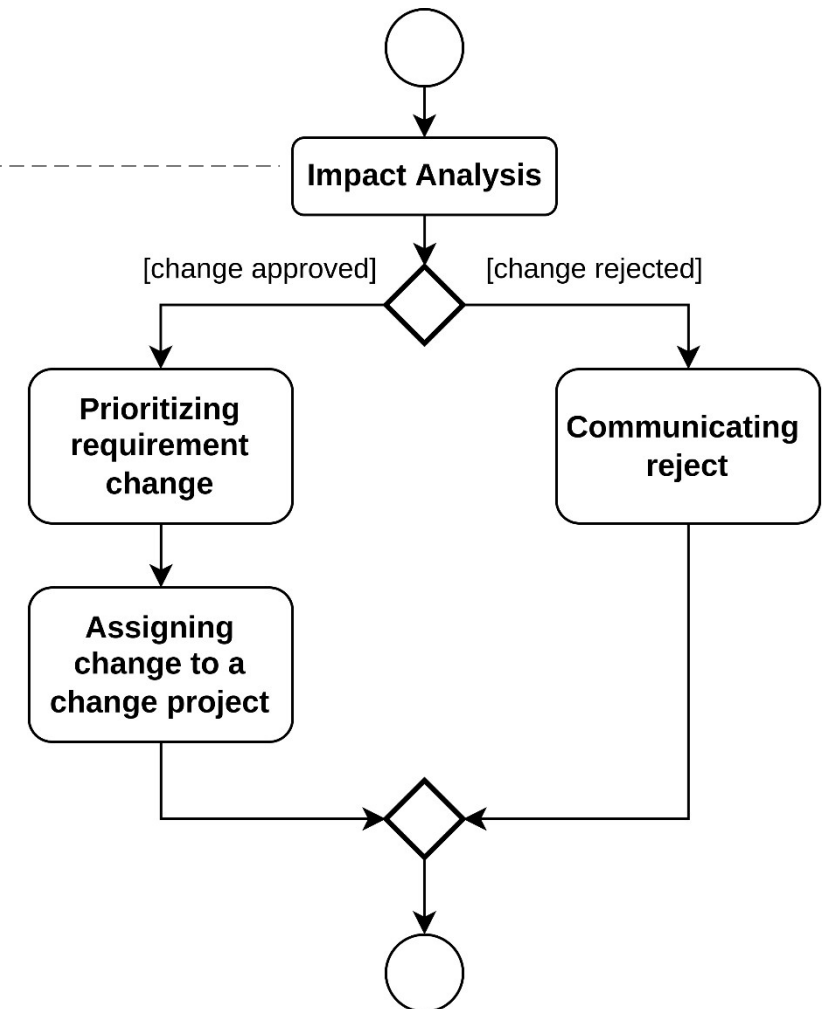 Impact Analysis
[change approved]
[change rejected]
Prioritizing
requirement
change
Communicating
reject
Assigning
change to a
change project